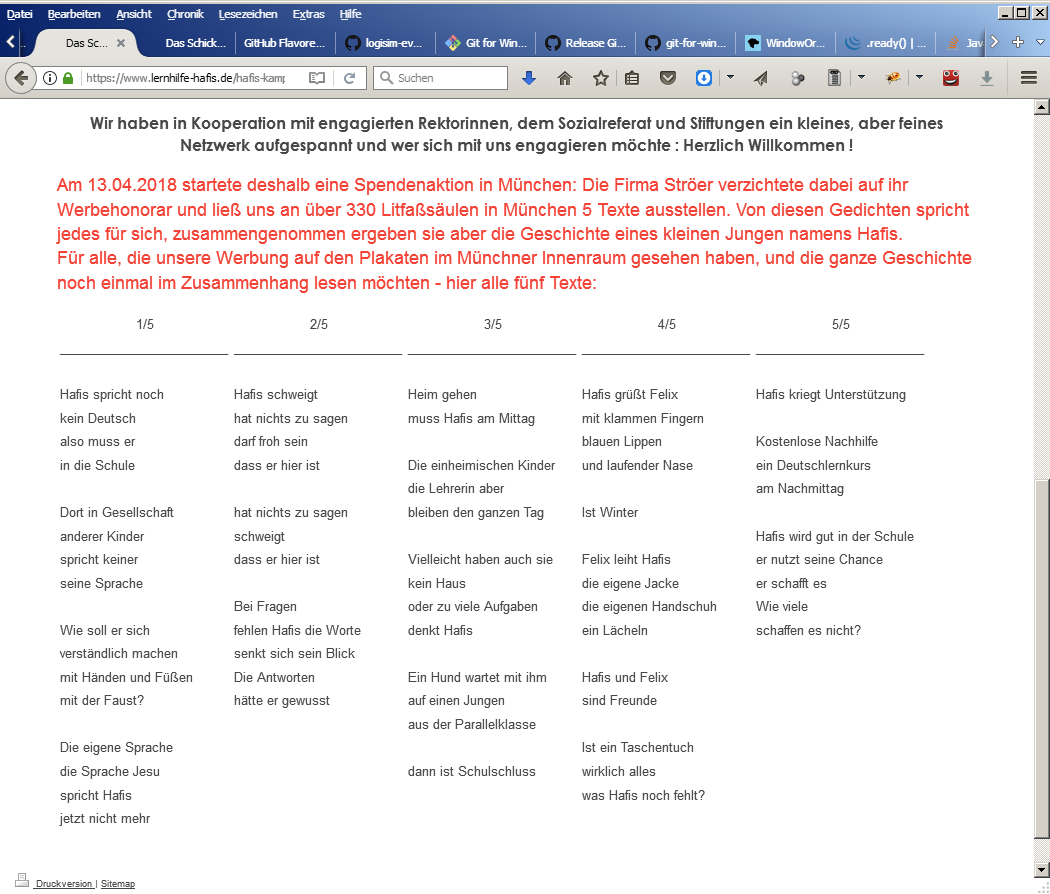 Datei Bearbeiten Ansicht Chronik Lesezeichen Extras Hilfe
Das Sc... Das Schick... GitHub Flavore... logisim-ev... Git for Win... Release Gi... git-for-win... WindowOr... .ready() | ... Jav
https://www.lernhilfe-hafis.de/hafis-kamp Suchen
Wir haben in Kooperation mit engagierten Rektorinnen, dem Sozialreferat und Stiftungen ein kleines, aber feines
Netzwerk aufgespannt und wer sich mit uns engagieren möchte : Herzlich Willkommen !
Am 13.04.2018 startete deshalb eine Spendenaktion in München: Die Firma Ströer verzichtete dabei auf ihr
Werbehonorar und ließ uns an über 330 Litfaßsäulen in München 5 Texte ausstellen. Von diesen Gedichten spricht
jedes für sich, zusammengenommen ergeben sie aber die Geschichte eines kleinen Jungen namens Hafis.
Für alle, die unsere Werbung auf den Plakaten im Münchner Innenraum gesehen haben, und die ganze Geschichte
noch einmal im Zusammenhang lesen möchten - hier alle fünf Texte:
1/5
Hafis spricht noch
kein Deutsch
also muss er
in die Schule
Dort in Gesellschaft
anderer Kinder
spricht keiner
seine Sprache
Wie soll er sich
verständlich machen
mit Händen und Füßen
mit der Faust?
Die eigene Sprache
die Sprache Jesu
spricht Hafis
jetzt nicht mehr
2/5
Hafis schweigt
hat nichts zu sagen
darf froh sein
dass er hier ist
hat nichts zu sagen
schweigt
dass er hier ist
Bei Fragen
fehlen Hafis die Worte
senkt sich sein Blick
Die Antworten
hätte er gewusst
3/5
Heim gehen
muss Hafis am Mittag
Die einheimischen Kinder
die Lehrerin aber
bleiben den ganzen Tag
Vielleicht haben auch sie
kein Haus
oder zu viele Aufgaben
denkt Hafis
Ein Hund wartet mit ihm
auf einen Jungen
aus der Parallelklasse
dann ist Schulschluss
4/5
Hafis grüßt Felix
mit klammen Fingern
blauen Lippen
und laufender Nase
Ist Winter
Felix leiht Hafis
die eigene Jacke
die eigenen Handschuh
ein Lächeln
Hafis und Felix
sind Freunde
Ist ein Taschentuch
wirklich alles
was Hafis noch fehlt?
5/5
Hafis kriegt Unterstützung
Kostenlose Nachhilfe
ein Deutschlernkurs
am Nachmittag
Hafis wird gut in der Schule
er nutzt seine Chance
er schafft es
Wie viele
schaffen es nicht?
Druckversion | Sitemap